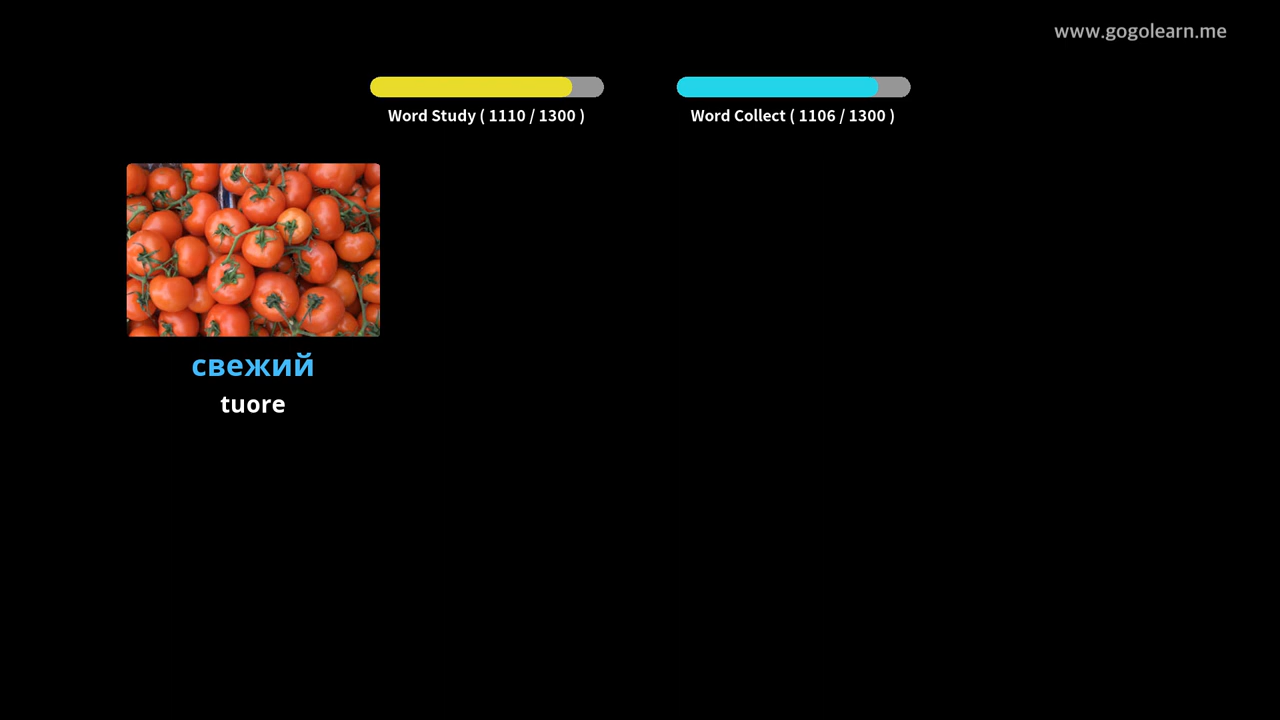 www.gogolearn.me
Word Study ( 1110 / 1300 )
Word Collect ( 1106 / 1300 )
свежий
tuore